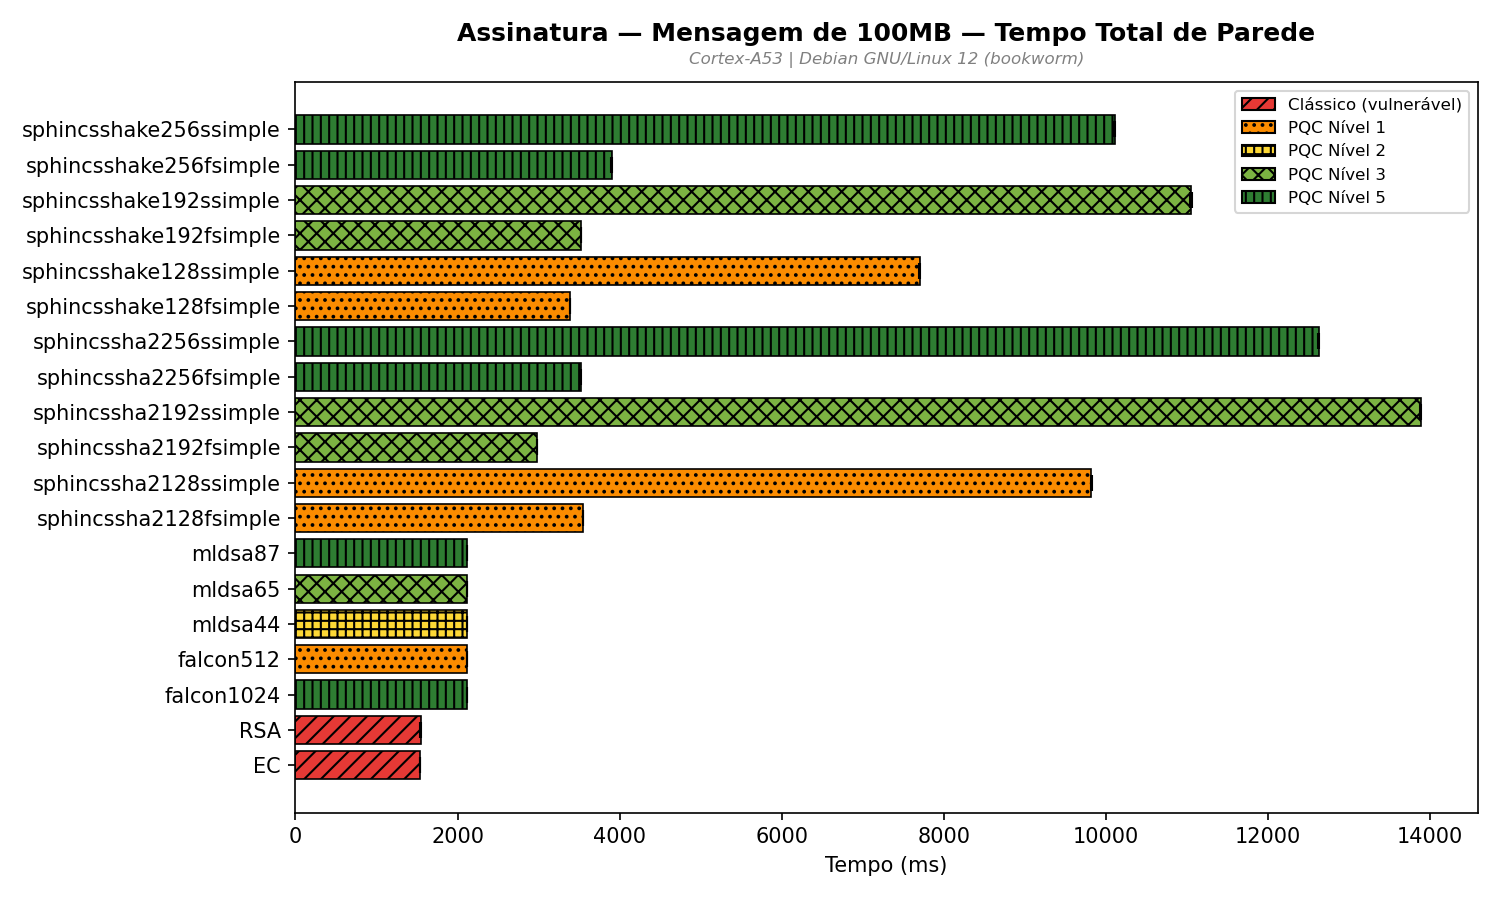 Assinatura — Mensagem de 100MB — Tempo Total de Parede
Cortex-A53 | Debian GNU/Linux 12 (bookworm)
Clássico (vulnerável)
PQC Nível 1
PQC Nível 2
PQC Nível 3
PQC Nível 5
sphincsshake256ssimple
sphincsshake256fsimple
sphincsshake192ssimple
sphincsshake192fsimple
sphincsshake128ssimple
sphincsshake128fsimple
sphincssha2256ssimple
sphincssha2256fsimple
sphincssha2192ssimple
sphincssha2192fsimple
sphincssha2128ssimple
sphincssha2128fsimple
mldsa87
mldsa65
mldsa44
falcon512
falcon1024
RSA
EC
0 2000 4000 6000 8000 10000 12000 14000
Tempo (ms)